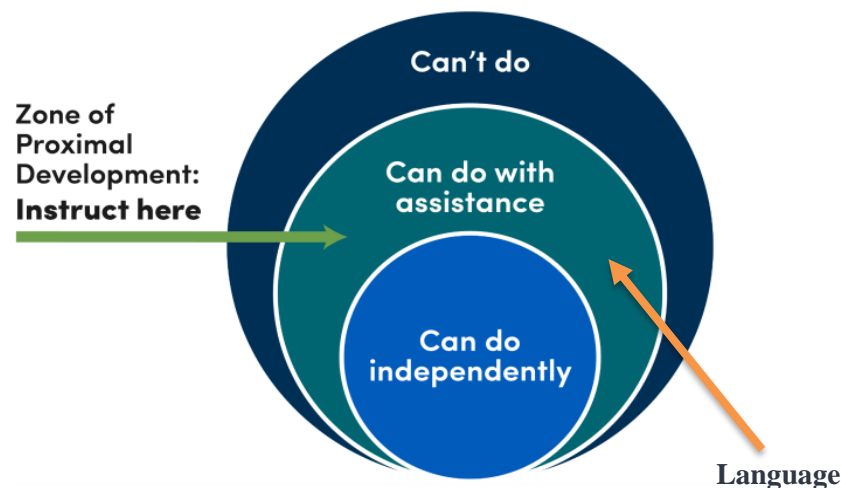 Can't do
Zone of
Proximal
Development:
Instruct here
Can do with
assistance
Can do
independently
Language